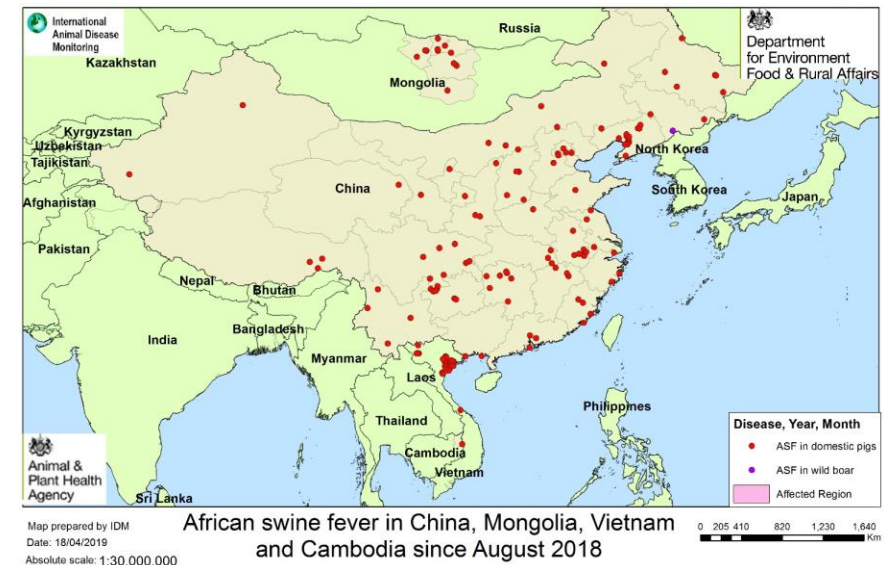 International
Animal Disease
Monitoring
Russia
Department
for Environment
Food & Rural Affairs
Kazakhstan
Mongolia
Kyrgyzstan
Uzbekistan
Tajikistan
North Korea
China
South Korea
Japan
Afghanistan
Pakistan
Nepal
Bhutan
Bangladesh
India
Myanmar
Laos
Philippines
Thailand
Cambodia
Vietnam
Sri Lanka
Animal &
Plant Health
Agency
Disease, Year, Month
ASF in domestic pigs
ASF in wild boar
Affected Region
Map prepared by IDM
Date: 18/04/2019
Absolute scale: 1:30,000,000
African swine fever in China, Mongolia, Vietnam
and Cambodia since August 2018
0 205 410 820 1,230 1,640
Km